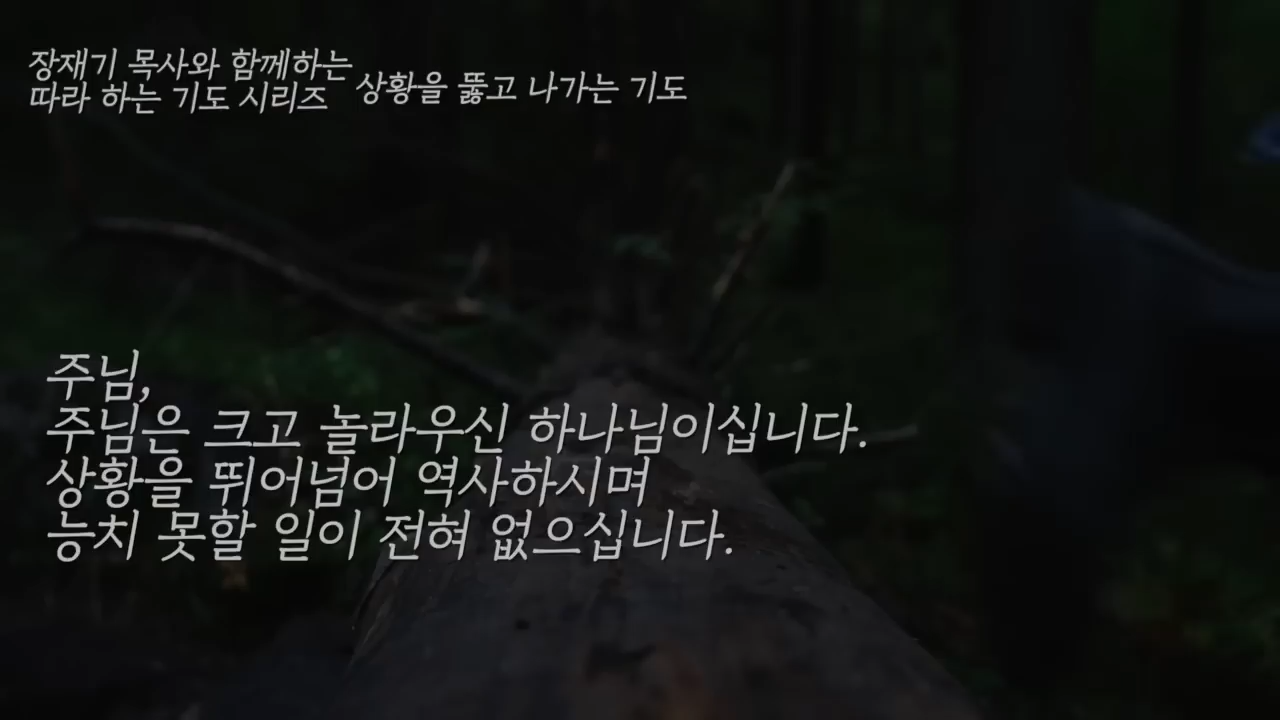 장재기 목사와 함께하는
따라 하는 기도 시리즈
상황을 뚫고 나가는 기도
주님,
주님은 크고 놀라우신 하나님이십니다.
상황을 뛰어넘어 역사하시며
능치 못할 일이 전혀 없으십니다.